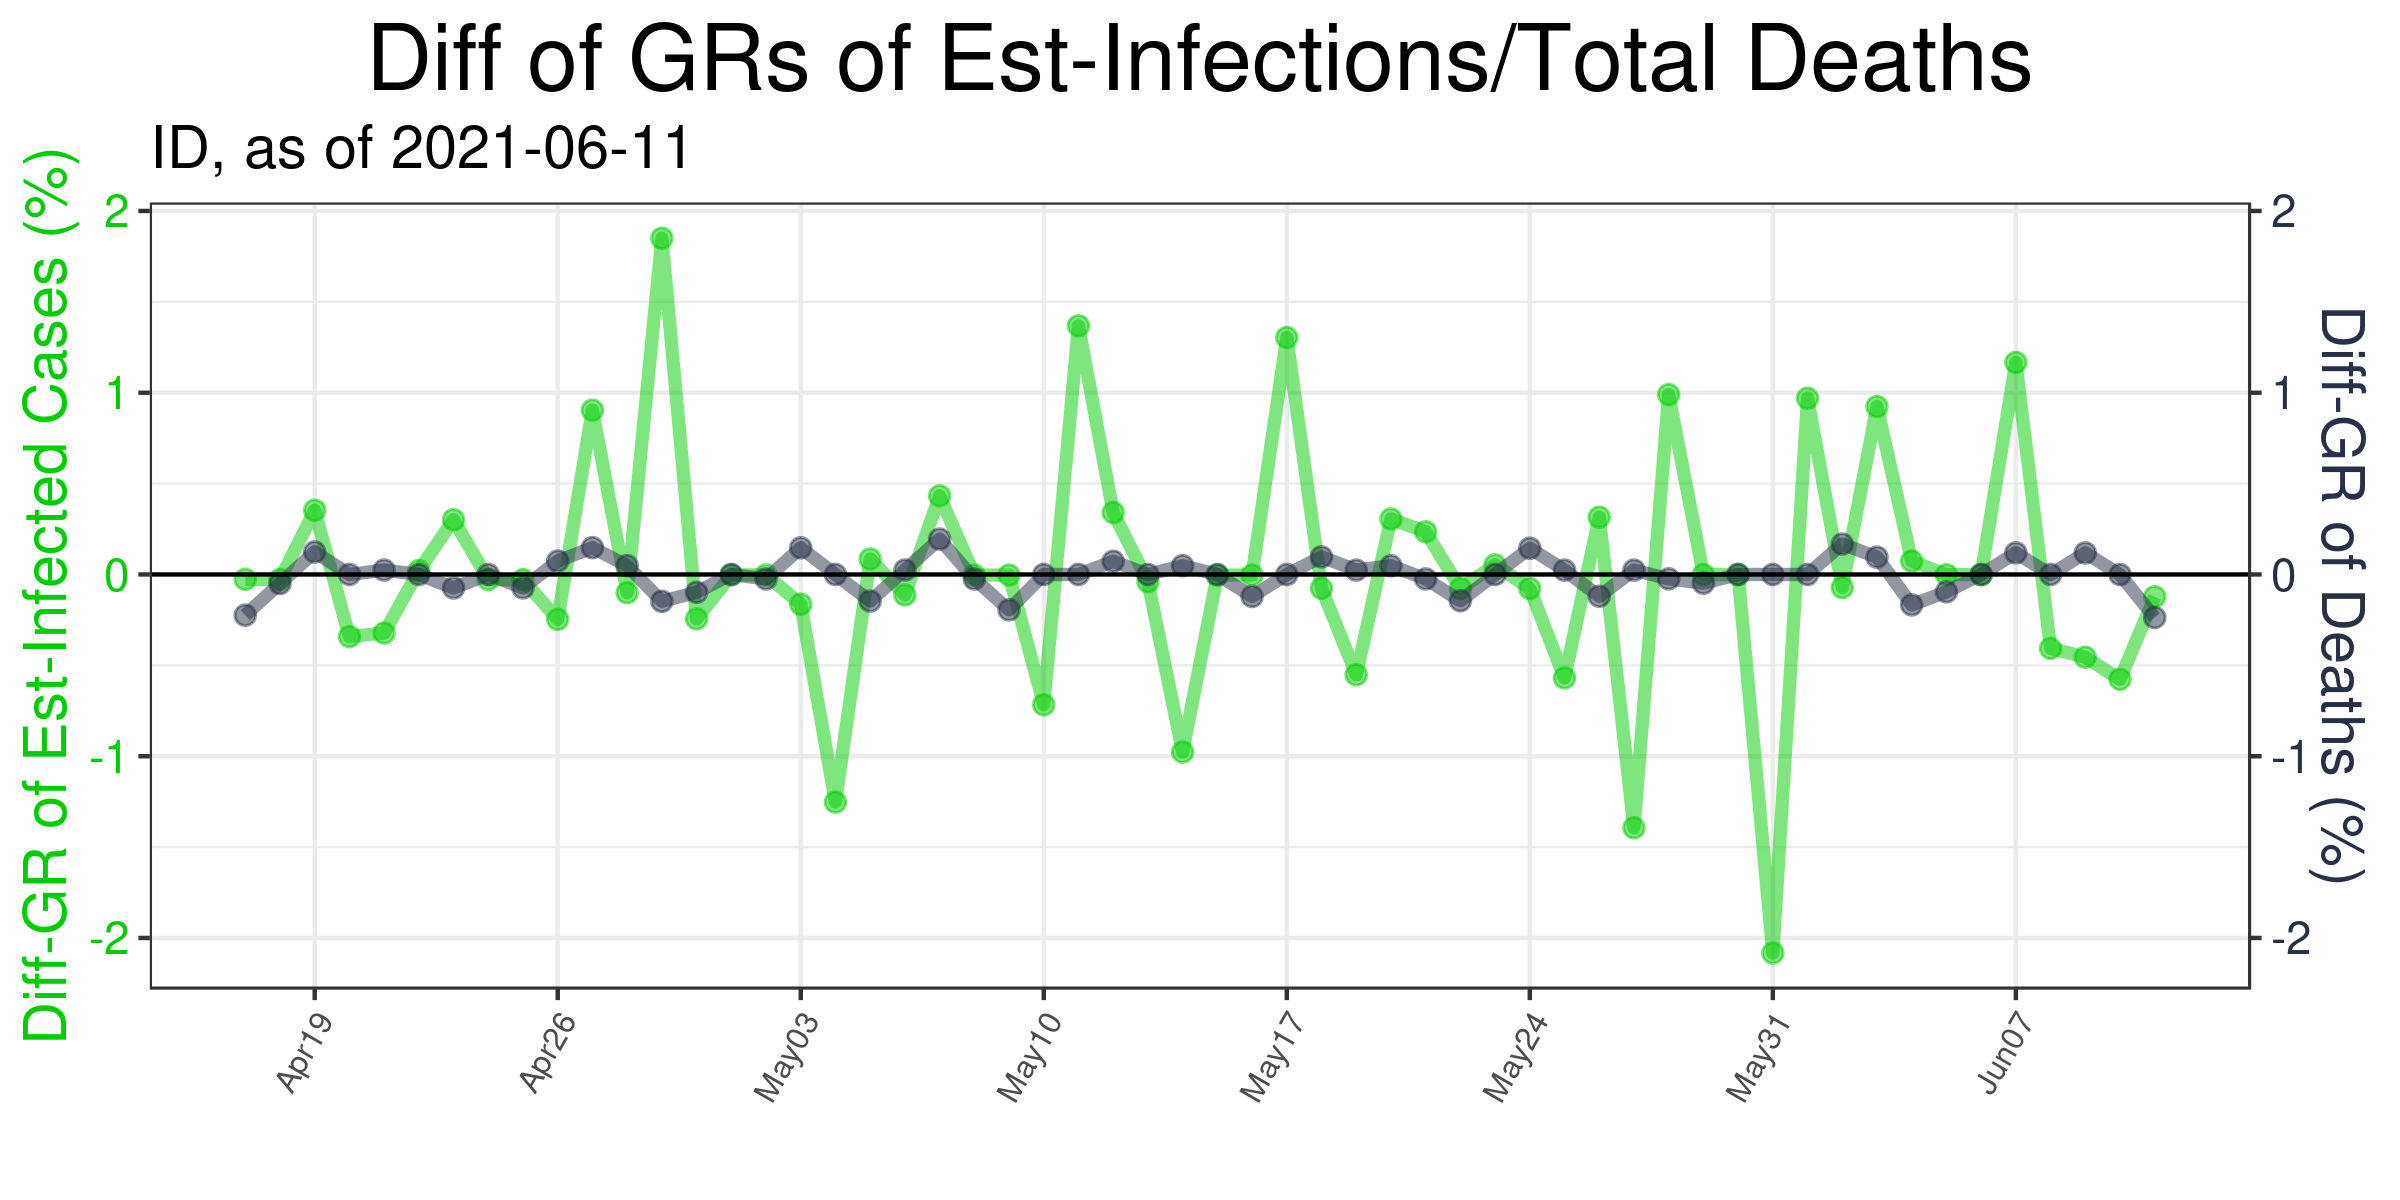 Diff of GRs of Est-Infections/Total Deaths
ID, as of 2021-06-11
Diff-GR of Est-Infected Cases (%)
2
1
0
-1
-2
2
1
0
-1
-2
Diff-GR of Deaths (%)
Apr19
Apr26
May03
May10
May17
May24
May31
Jun07